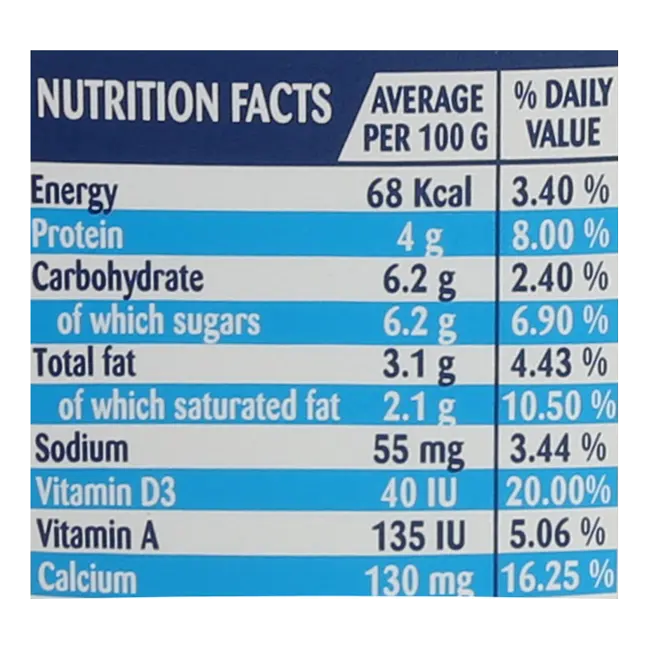 NUTRITION FACTS AVERAGE PER 100 G % DAILY VALUE
Energy 68 Kcal 3.40 %
Protein 4 g 8.00 %
Carbohydrate 6.2 g 2.40 %
of which sugars 6.2 g 6.90 %
Total fat 3.1 g 4.43 %
of which saturated fat 2.1 g 10.50 %
Sodium 55 mg 3.44 %
Vitamin D3 40 IU 20.00%
Vitamin A 135 IU 5.06 %
Calcium 130 mg 16.25 %